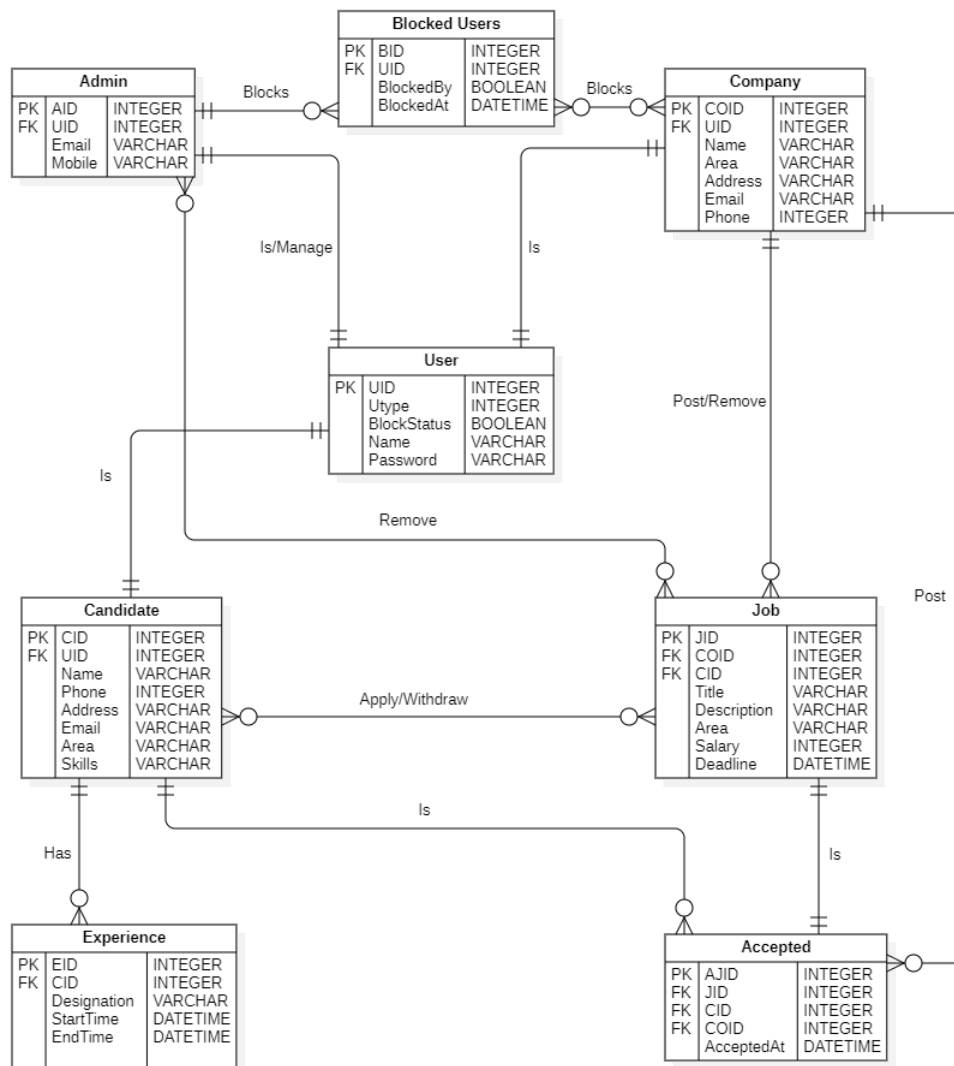 Blocked Users
PK BID INTEGER
FK UID INTEGER
BlockedBy BOOLEAN
BlockedAt DATETIME
Admin
PK AID INTEGER
FK UID INTEGER
Email VARCHAR
Mobile VARCHAR
Blocks
Blocks
Company
PK COID INTEGER
FK UID INTEGER
Name VARCHAR
Area VARCHAR
Address VARCHAR
Email VARCHAR
Phone INTEGER
Is/Manage
Is
User
PK UID INTEGER
Utype INTEGER
BlockStatus BOOLEAN
Name VARCHAR
Password VARCHAR
Post/Remove
Is
Remove
Post
Candidate
PK CID INTEGER
FK UID INTEGER
Name VARCHAR
Phone INTEGER
Address VARCHAR
Email VARCHAR
Area VARCHAR
Skills VARCHAR
Apply/Withdraw
Job
PK JID INTEGER
FK COID INTEGER
FK CID INTEGER
Title VARCHAR
Description VARCHAR
Area VARCHAR
Salary INTEGER
Deadline DATETIME
Is
Has
Is
Experience
PK EID INTEGER
FK CID INTEGER
Designation VARCHAR
StartTime DATETIME
EndTime DATETIME
Accepted
PK AJID INTEGER
FK JID INTEGER
FK CID INTEGER
FK COID INTEGER
AcceptedAt DATETIME